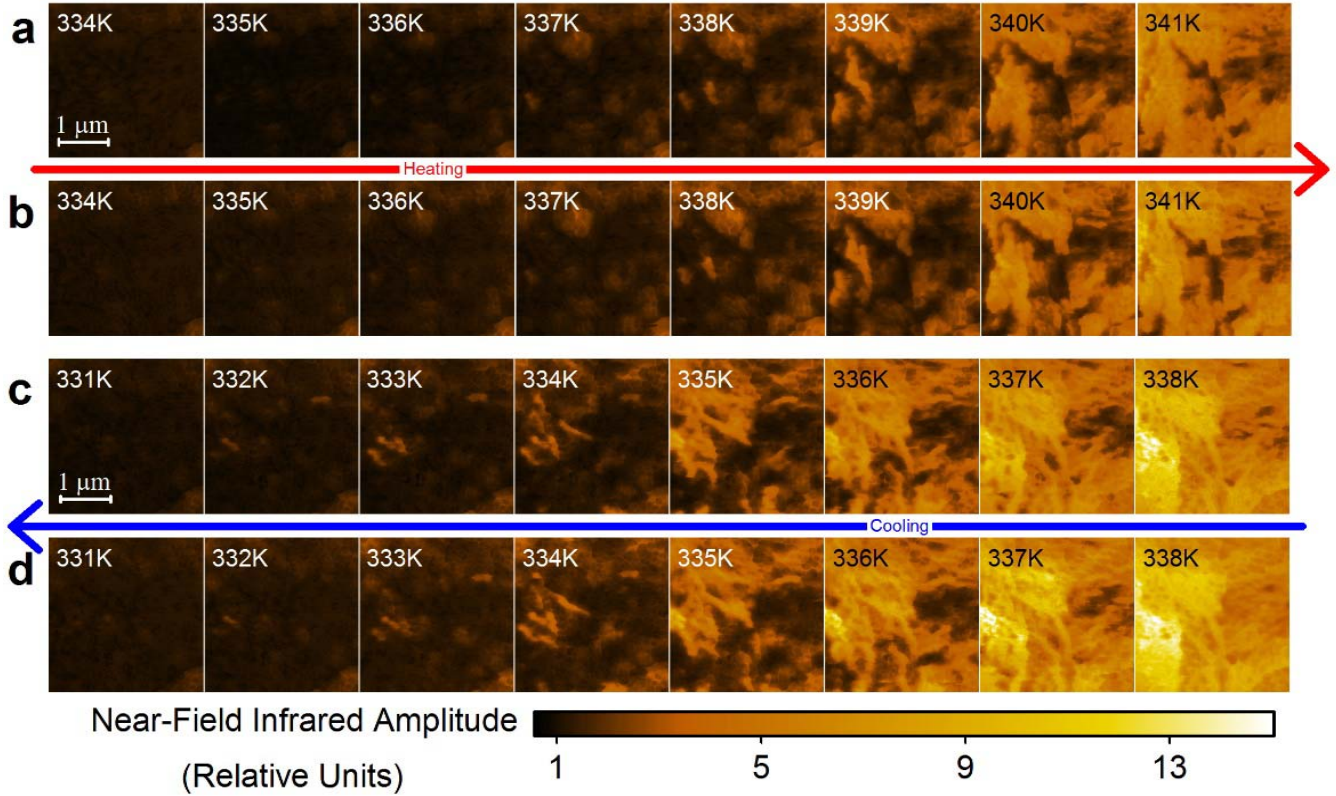 a 334K 335K 336K 337K 338K 339K 340K 341K
1 μm
Heating
b 334K 335K 336K 337K 338K 339K 340K 341K
c 331K 332K 333K 334K 335K 336K 337K 338K
1 μm
Cooling
d 331K 332K 333K 334K 335K 336K 337K 338K
Near-Field Infrared Amplitude
(Relative Units)
1 5 9 13